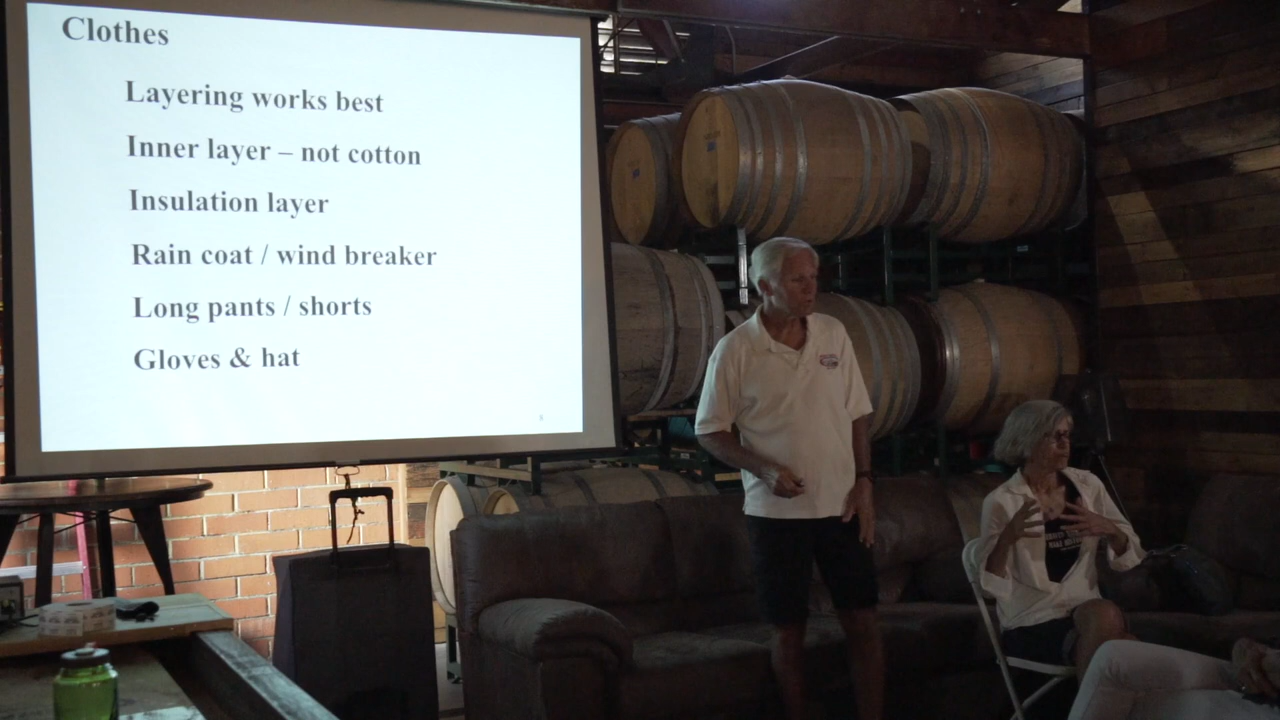 Clothes
Layering works best
Inner layer – not cotton
Insulation layer
Rain coat / wind breaker
Long pants / shorts
Gloves & hat